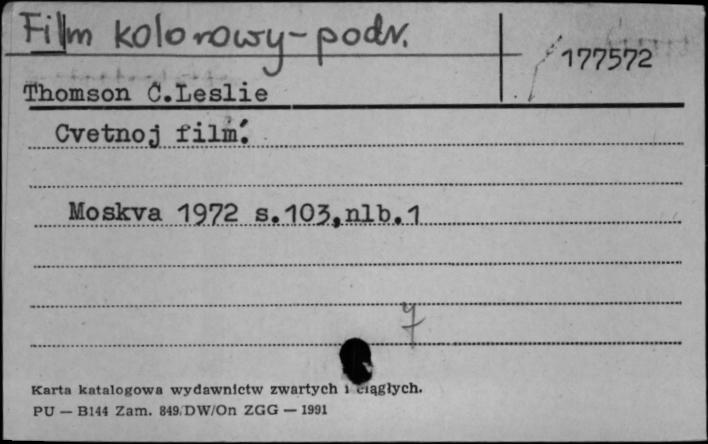 Film kolorowy-podr.
177572
Thomson C.Leslie
Cvetnoj film.
Moskva 1972 s.103,nlb.1
Karta katalogowa wydawnictw zwartych i ciągłych.
PU — B144 Zam. 849/DW/On ZGG — 1991